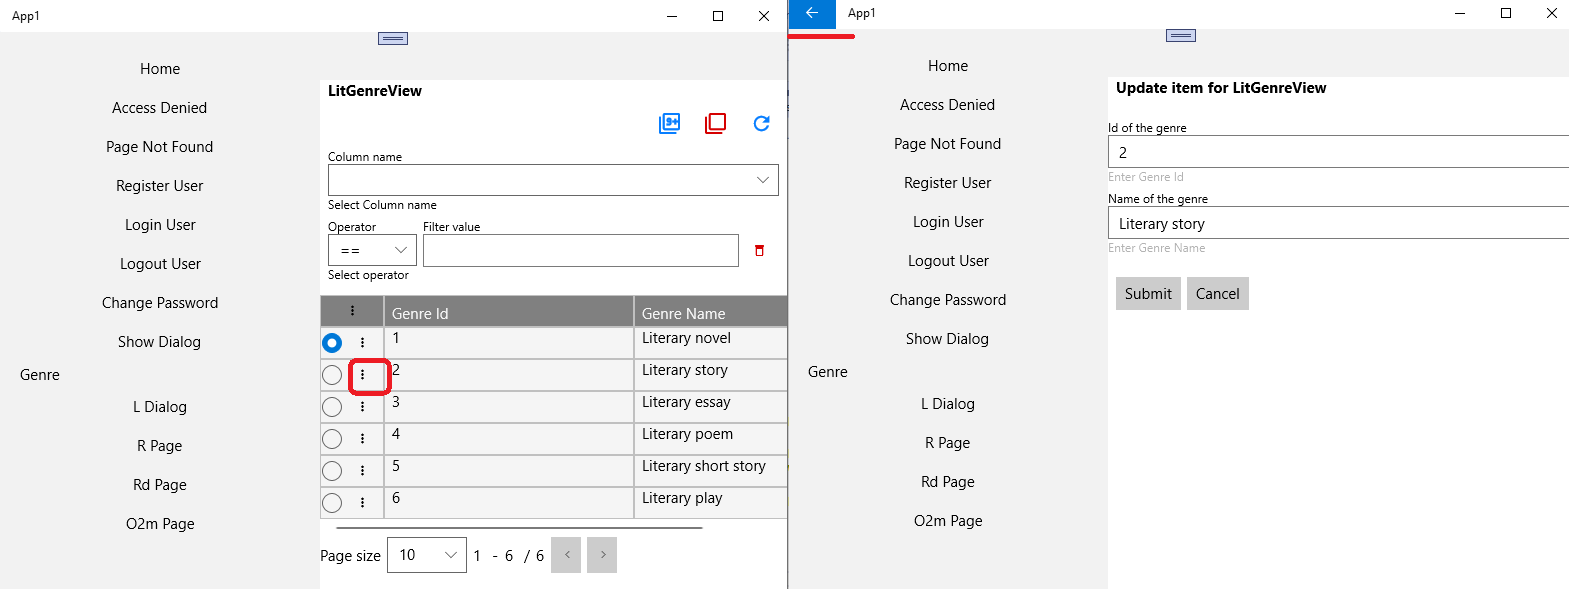 App1
Home
Access Denied
Page Not Found
Register User
Login User
Logout User
Change Password
Show Dialog
Genre
L Dialog
R Page
Rd Page
O2m Page
LitGenreView
9+
Column name
Select Column name
Operator Filter value
==
Select operator
Genre Id Genre Name
1 Literary novel
2 Literary story
3 Literary essay
4 Literary poem
5 Literary short story
6 Literary play
Page size 10 1 - 6 / 6
App1
Home
Access Denied
Page Not Found
Register User
Login User
Logout User
Change Password
Show Dialog
Genre
L Dialog
R Page
Rd Page
O2m Page
Update item for LitGenreView
Id of the genre
2
Enter Genre Id
Name of the genre
Literary story
Enter Genre Name
Submit Cancel